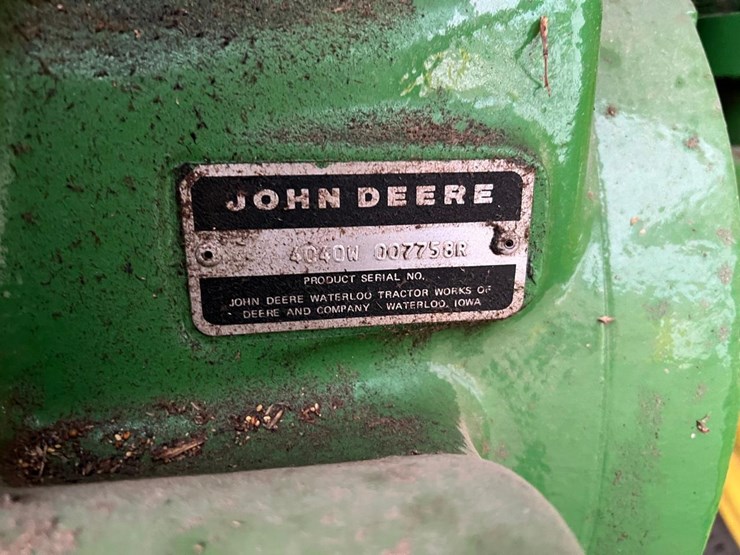 JOHN DEERE
4040W 007758R
PRODUCT SERIAL NO.
JOHN DEERE WATERLOO TRACTOR WORKS OF
DEERE AND COMPANY WATERLOO, IOWA